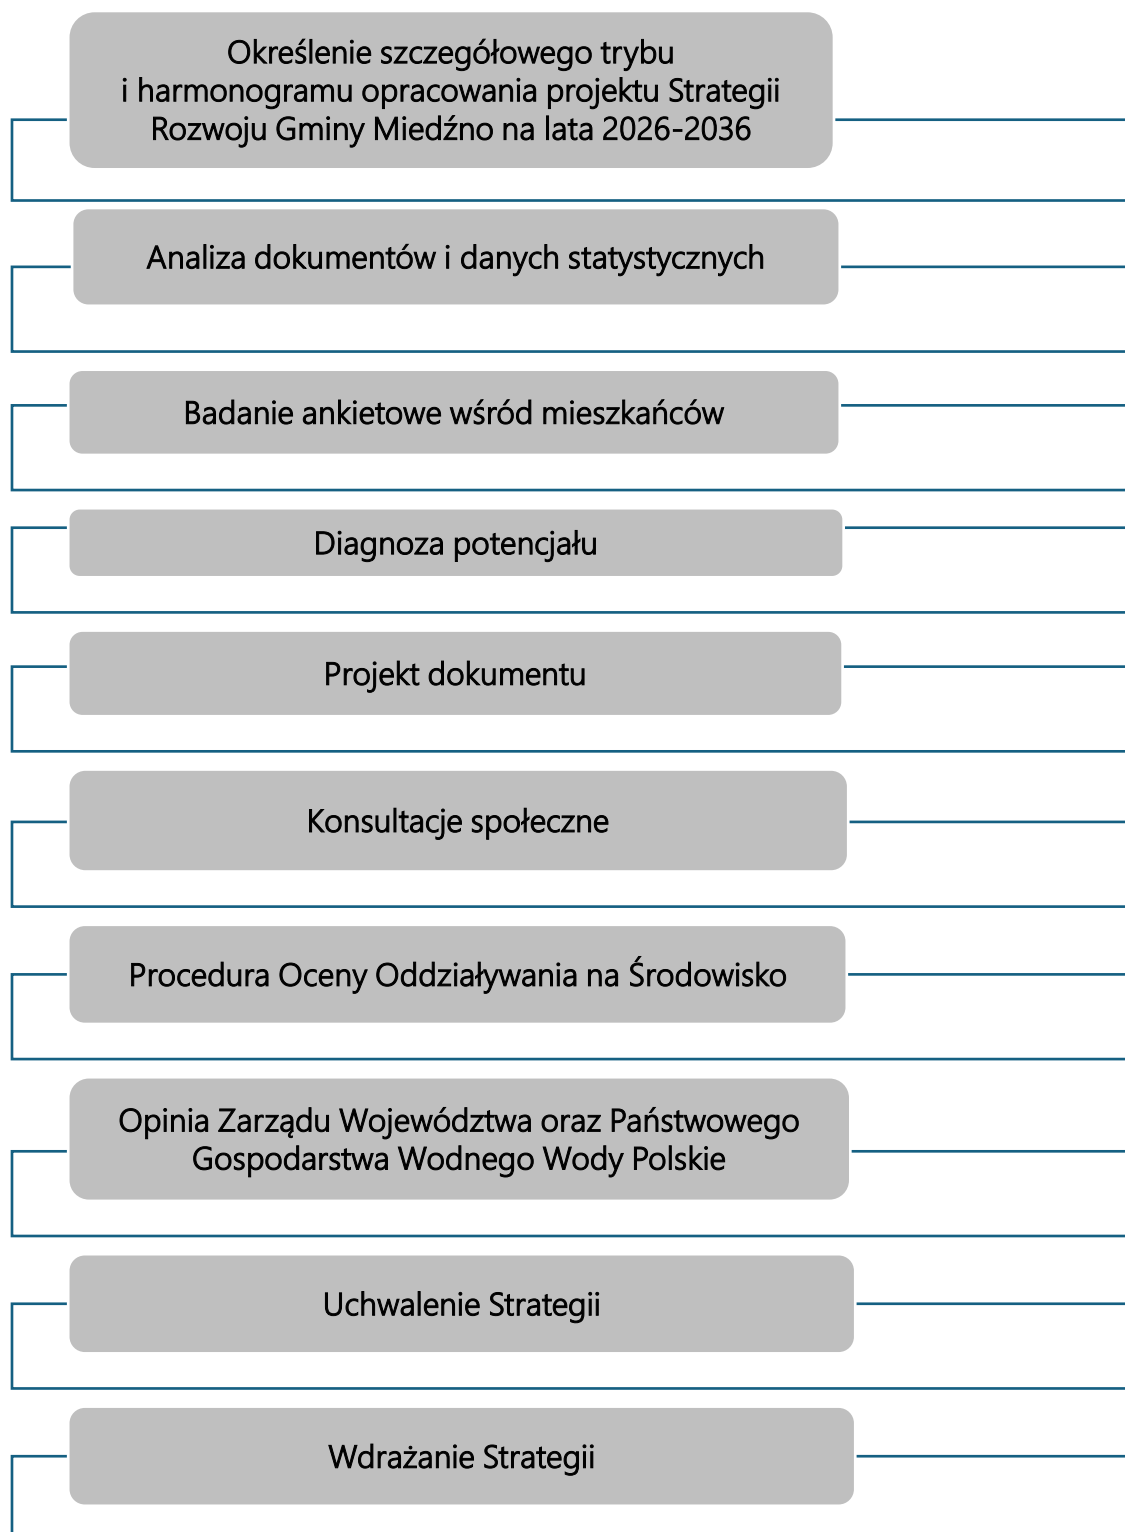 Określenie szczegółowego trybu
i harmonogramu opracowania projektu Strategii
Rozwoju Gminy Miedźno na lata 2026-2036
Analiza dokumentów i danych statystycznych
Badanie ankietowe wśród mieszkańców
Diagnoza potencjału
Projekt dokumentu
Konsultacje społeczne
Procedura Oceny Oddziaływania na Środowisko
Opinia Zarządu Województwa oraz Państwowego
Gospodarstwa Wodnego Wody Polskie
Uchwalenie Strategii
Wdrażanie Strategii